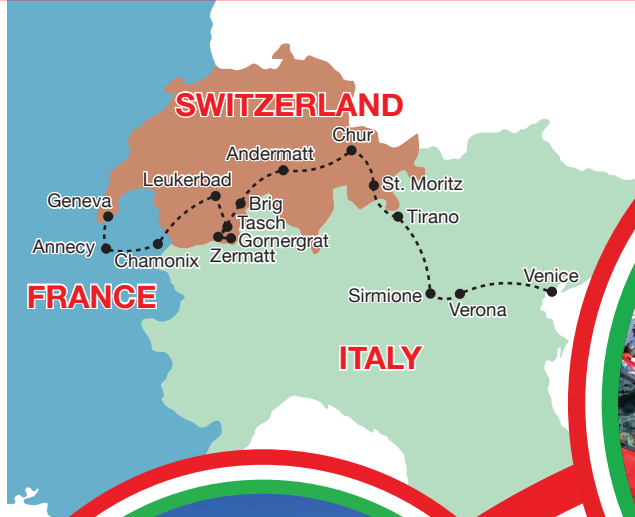 SWITZERLAND
Chur
Andermatt
Leukerbad
St. Moritz
Geneva
Brig
Tirano
Tasch
Annecy
Gornergrat
Chamonix
Zermatt
Venice
FRANCE
Sirmione
Verona
ITALY